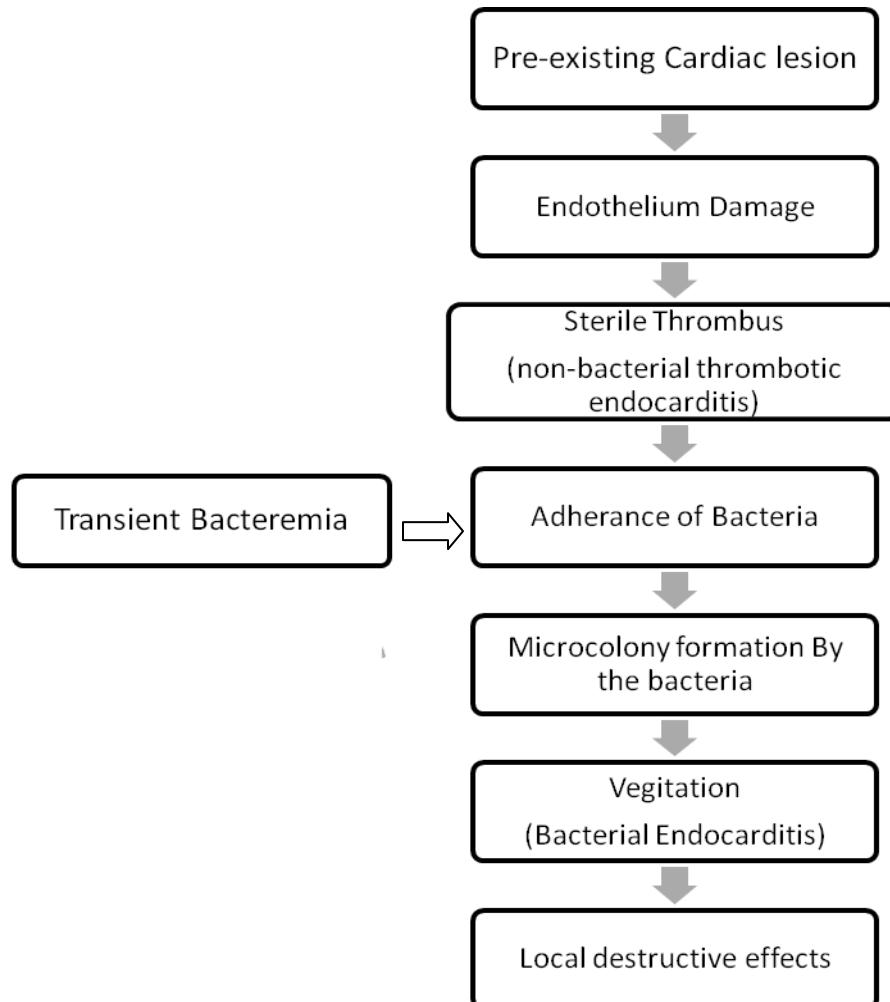 Pre-existing Cardiac lesion
Endothelium Damage
Sterile Thrombus
(non-bacterial thrombotic
endocarditis)
Transient Bacteremia
Adherance of Bacteria
Microcolony formation By
the bacteria
Vegitation
(Bacterial Endocarditis)
Local destructive effects